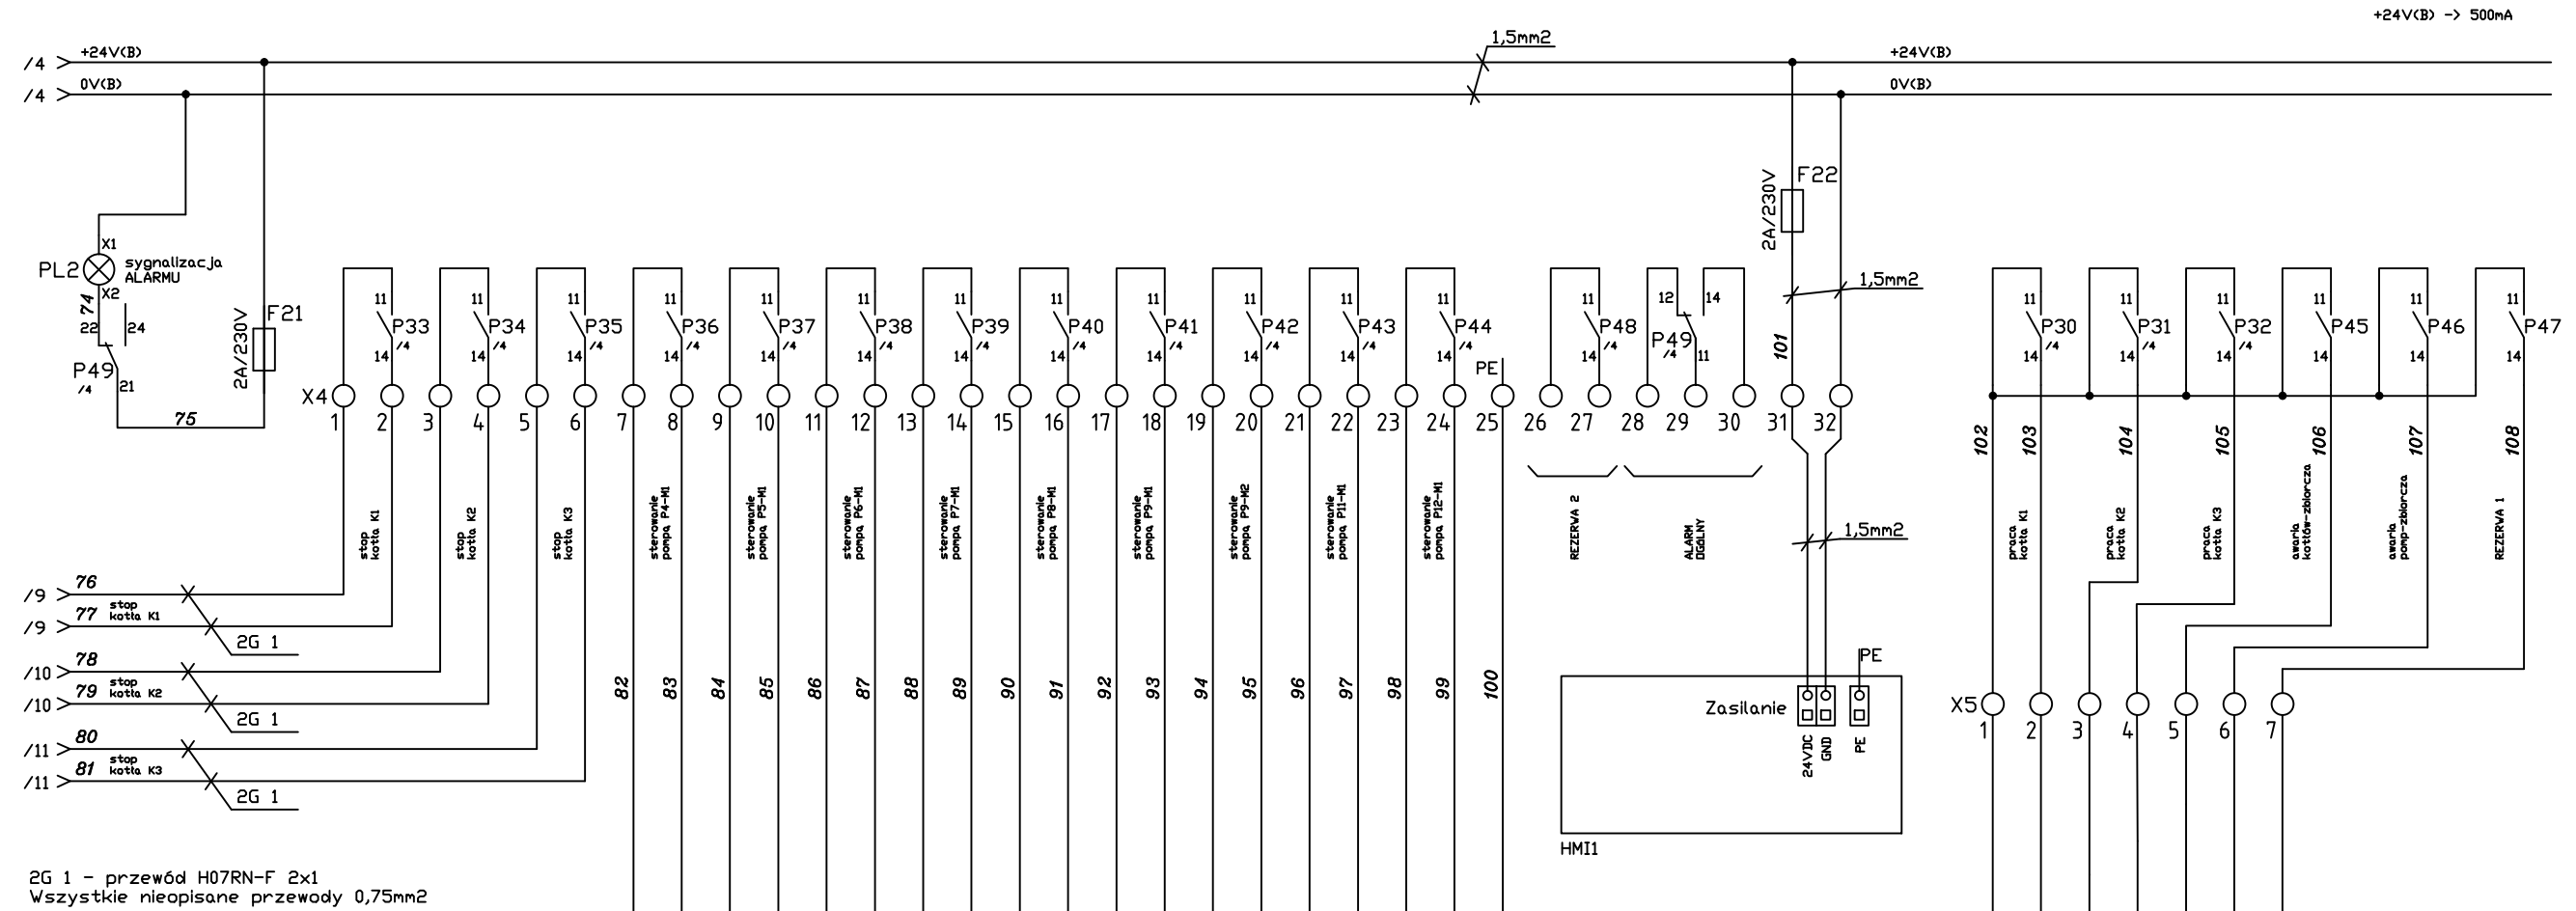 +24V(B) -> 500mA
1,5mm2
/4 +24V(B) +24V(B)
/4 0V(B) 0V(B)
F22
2A/230V
X1
PL2 sygnalizacja
ALARMU
X2
74
22 24
P49
/4
21
75
F21
2A/230V
1,5mm2
11 11 11 11 11 11 11 11 11 11 11 11 11 12 14 11 11 11 11 11 11
P33 P34 P35 P36 P37 P38 P39 P40 P41 P42 P43 P44 P48 P49 P30 P31 P32 P45 P46 P47
/4 /4 /4 /4 /4 /4 /4 /4 /4 /4 /4 /4 /4 /4 /4 /4 /4
14 14 14 14 14 14 14 14 14 14 14 14 14 11 14 14 14 14 14 14
101
PE
X4
1 2 3 4 5 6 7 8 9 10 11 12 13 14 15 16 17 18 19 20 21 22 23 24 25 26 27 28 29 30 31 32
102 103 104 105 106 107 108
stop
kotła K1
stop
kotła K2
stop
kotła K3
sterowanie
pompa P4-M1
sterowanie
pompa P5-M1
sterowanie
pompa P6-M1
sterowanie
pompa P7-M1
sterowanie
pompa P8-M1
sterowanie
pompa P9-M1
sterowanie
pompa P9-M2
sterowanie
pompa P11-M1
sterowanie
pompa P12-M1
REZERWA 2
ALARM
OGÓLNY
1,5mm2
praca
kotła K1
praca
kotła K2
praca
kotła K3
awaria
kotłów-zbiorcza
awaria
pomp-zbiorcza
REZERWA 1
/9 76
stop
/9 77 kotła K1
2G 1
/10 78
stop
/10 79 kotła K2
2G 1
/11 80
stop
/11 81 kotła K3
2G 1
82 83 84 85 86 87 88 89 90 91 92 93 94 95 96 97 98 99 100
PE
Zasilanie
24VDC
GND
PE
HMI1
X5
1 2 3 4 5 6 7
2G 1 - przewód H07RN-F 2x1
Wszystkie nieopisane przewody 0,75mm2